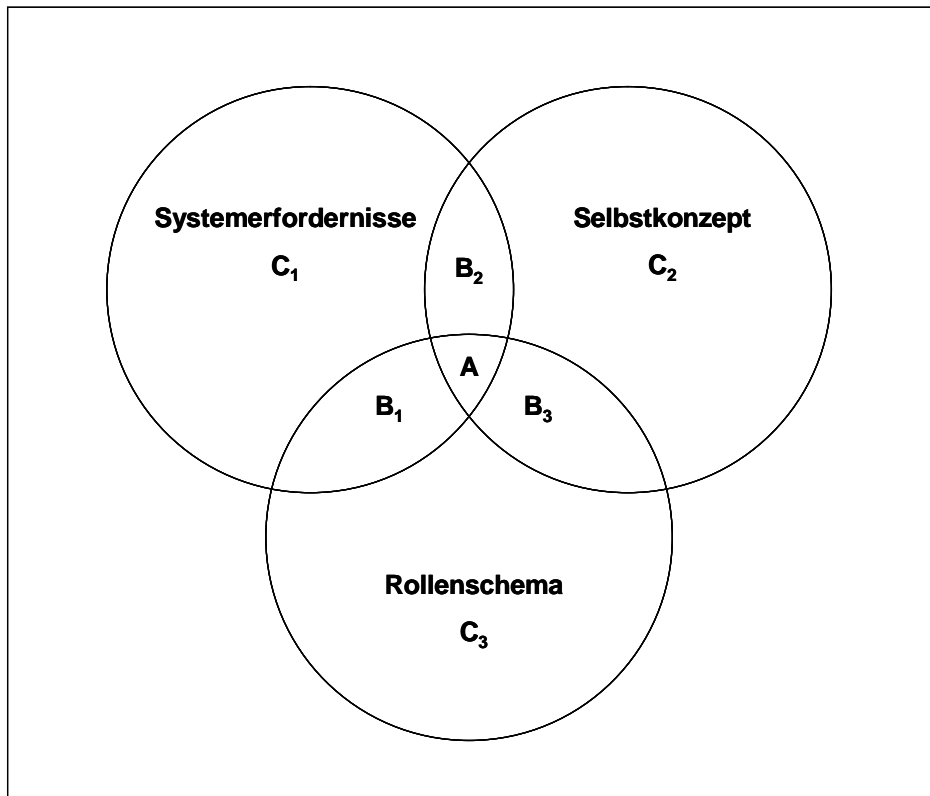 Systemerfordernisse
C₁
Selbstkonzept
C₂
B₂
A
B₁
B₃
Rollenschema
C₃